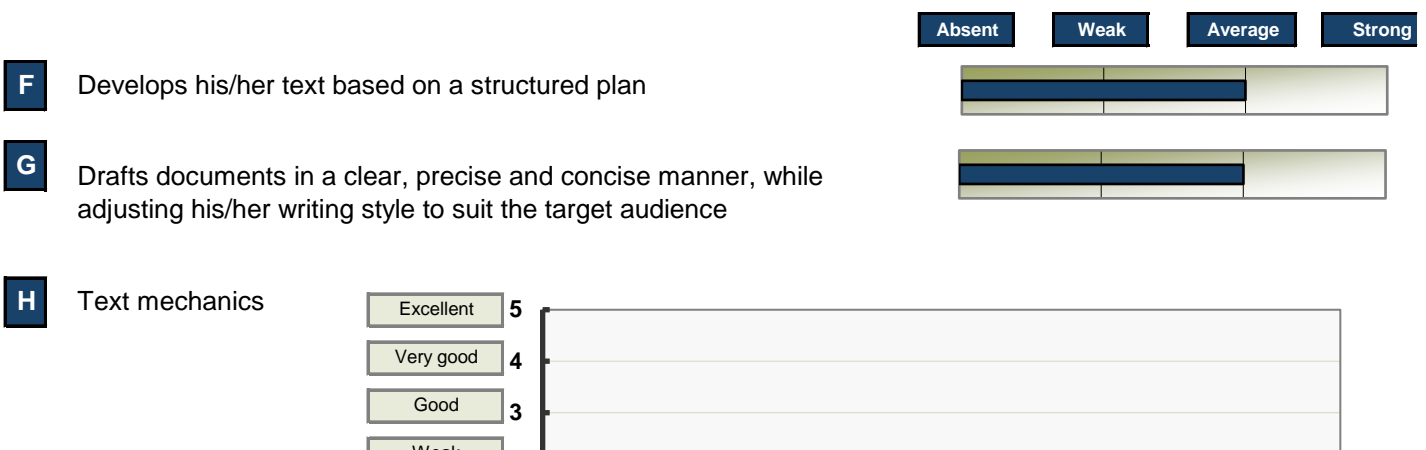 Absent Weak Average Strong
F Develops his/her text based on a structured plan
G Drafts documents in a clear, precise and concise manner, while
adjusting his/her writing style to suit the target audience
H Text mechanics
Excellent 5
Very good 4
Good 3